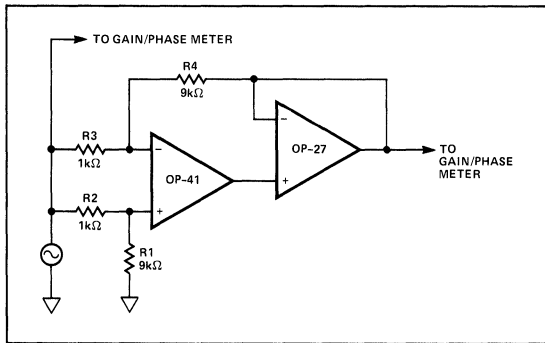 TO GAIN/PHASE METER
R4
9kΩ
R3
1kΩ
−
OP-41
+
−
OP-27
+
TO
GAIN/PHASE
METER
R2
1kΩ
R1
9kΩ